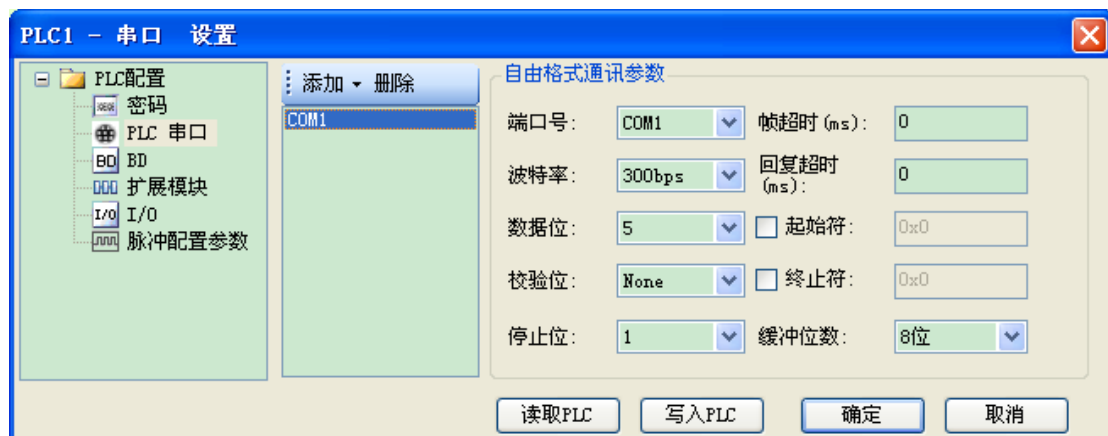 PLC1 - 串口 设置
PLC配置
密码
PLC 串口
BD BD
扩展模块
I/O I/O
脉冲配置参数
添加 删除
COM1
自由格式通讯参数
端口号: COM1 帧超时(ms): 0
波特率: 300bps 回复超时(ms): 0
数据位: 5 起始符: 0x0
校验位: None 终止符: 0x0
停止位: 1 缓冲位数: 8位
读取PLC 写入PLC 确定 取消